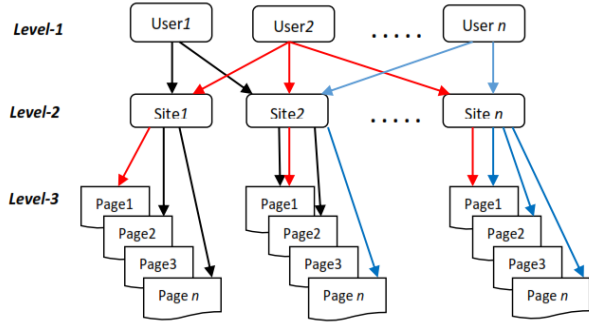 Level-1 User1 User2 ..... User n
Level-2 Site1 Site2 ..... Site n
Level-3
Page1 Page1 Page1
Page2 Page2 Page2
Page3 Page3 Page3
Page n Page n Page n